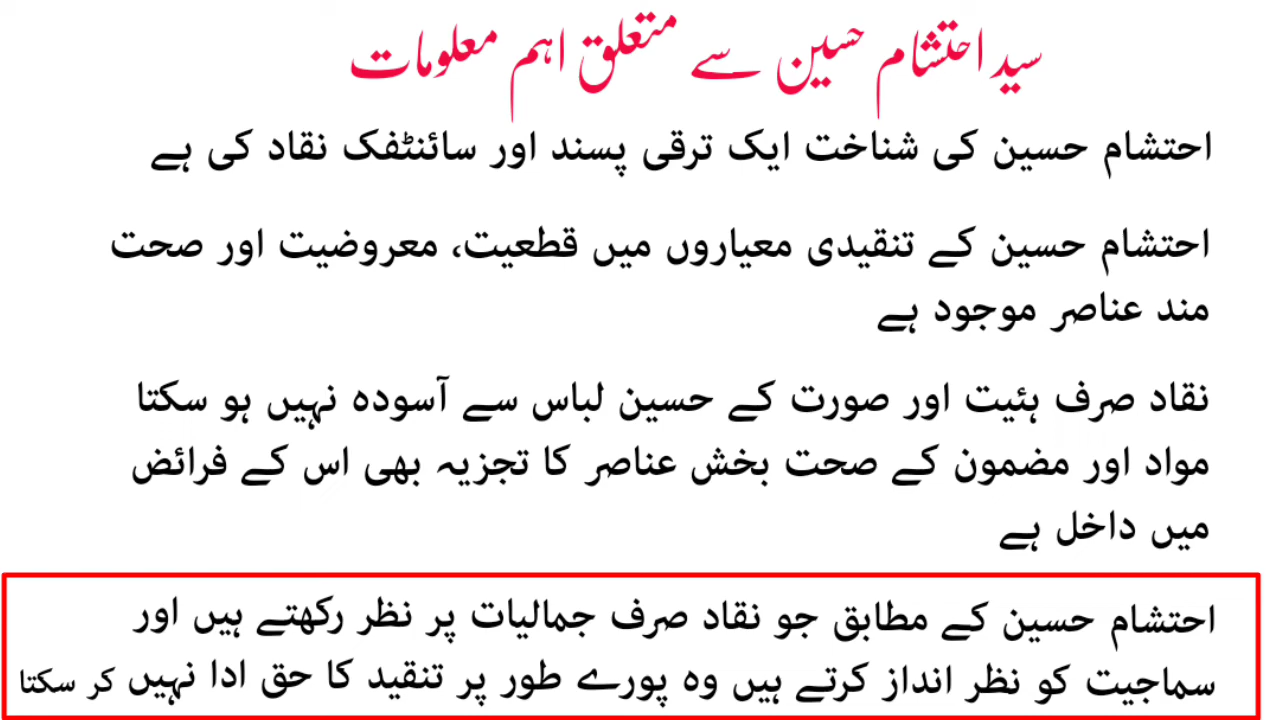 سید احتشام حسین سے متعلق اہم معلومات
احتشام حسین کی شناخت ایک ترقی پسند اور سائنٹفک نقاد کی ہے
احتشام حسین کے تنقیدی معیاروں میں قطعیت، معروضیت اور صحت
مند عناصر موجود ہے
نقاد صرف ہئیت اور صورت کے حسین لباس سے آسودہ نہیں ہو سکتا
مواد اور مضمون کے صحت بخش عناصر کا تجزیہ بھی اس کے فرائض
میں داخل ہے
احتشام حسین کے مطابق جو نقاد صرف جمالیات پر نظر رکھتے ہیں اور
سماجیت کو نظر انداز کرتے ہیں وہ پورے طور پر تنقید کا حق ادا نہیں کر سکتا